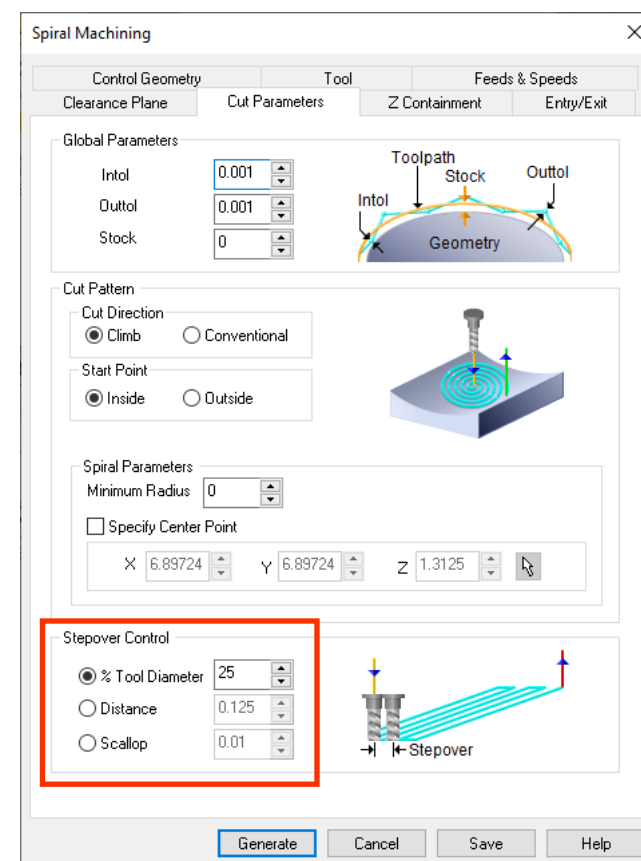 Spiral Machining
Control Geometry Tool Feeds & Speeds
Clearance Plane Cut Parameters Z Containment Entry/Exit
Global Parameters
Intol 0.001
Outtol 0.001
Stock 0
Toolpath
Stock Outtol
Intol
Geometry
Cut Pattern
Cut Direction
Climb Conventional
Start Point
Inside Outside
Spiral Parameters
Minimum Radius 0
Specify Center Point
X 6.89724 Y 6.89724 Z 1.3125
Stepover Control
% Tool Diameter 25
Distance 0.125
Scallop 0.01
Stepover
Generate Cancel Save Help